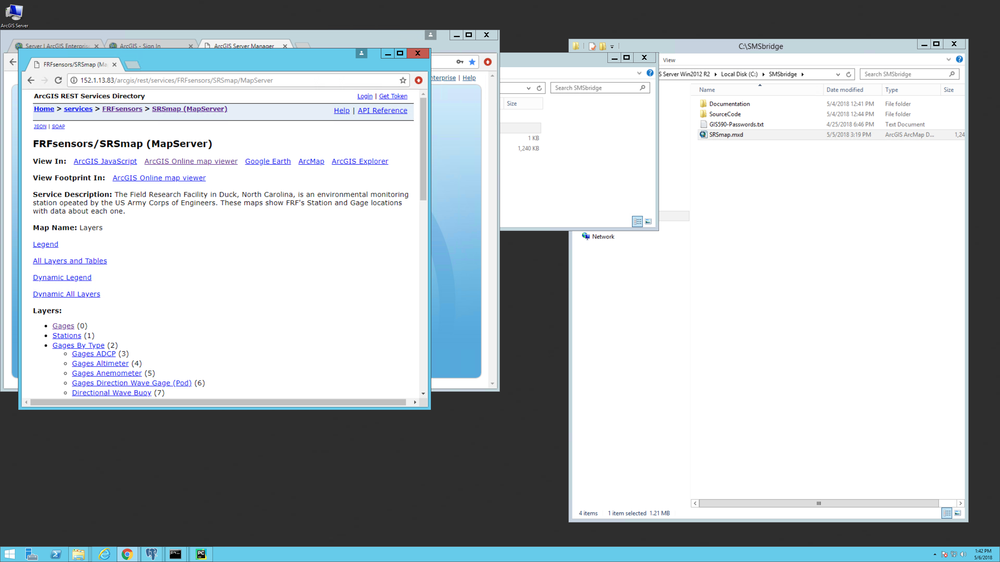 ArcGIS Server
Server | ArcGIS Enterprise
ArcGIS - Sign In
ArcGIS Server Manager
Enterprise | Help
FRFsensors/SRSmap (Ma
152.1.13.83/arcgis/rest/services/FRFsensors/SRSmap/MapServer
ArcGIS REST Services Directory
Login | Get Token
Home > services > FRFsensors > SRSmap (MapServer)
Help | API Reference
JSON | SOAP
FRFsensors/SRSmap (MapServer)
View In: ArcGIS JavaScript ArcGIS Online map viewer Google Earth ArcMap ArcGIS Explorer
View Footprint In: ArcGIS Online map viewer
Service Description: The Field Research Facility in Duck, North Carolina, is an environmental monitoring
station opeated by the US Army Corps of Engineers. These maps show FRF's Station and Gage locations
with data about each one.
Map Name: Layers
Legend
All Layers and Tables
Dynamic Legend
Dynamic All Layers
Layers:
Gages (0)
Stations (1)
Gages By Type (2)
Gages ADCP (3)
Gages Altimeter (4)
Gages Anemometer (5)
Gages Direction Wave Gage (Pod) (6)
Directional Wave Buoy (7)
Search SMSbridge
Size
1 KB
1,240 KB
C:\SMSbridge
View
S Server Win2012 R2 Local Disk (C:) SMSbridge
Search SMSbridge
Name Date modified Type Size
Documentation 5/4/2018 12:41 PM File folder
SourceCode 5/4/2018 12:44 PM File folder
GIS590-Passwords.txt 4/25/2018 6:46 PM Text Document
SRSmap.mxd 5/5/2018 3:19 PM ArcGIS ArcMap D... 1,24
Network
4 items 1 item selected 1.21 MB
C:\
PC
1:42 PM
5/6/2018